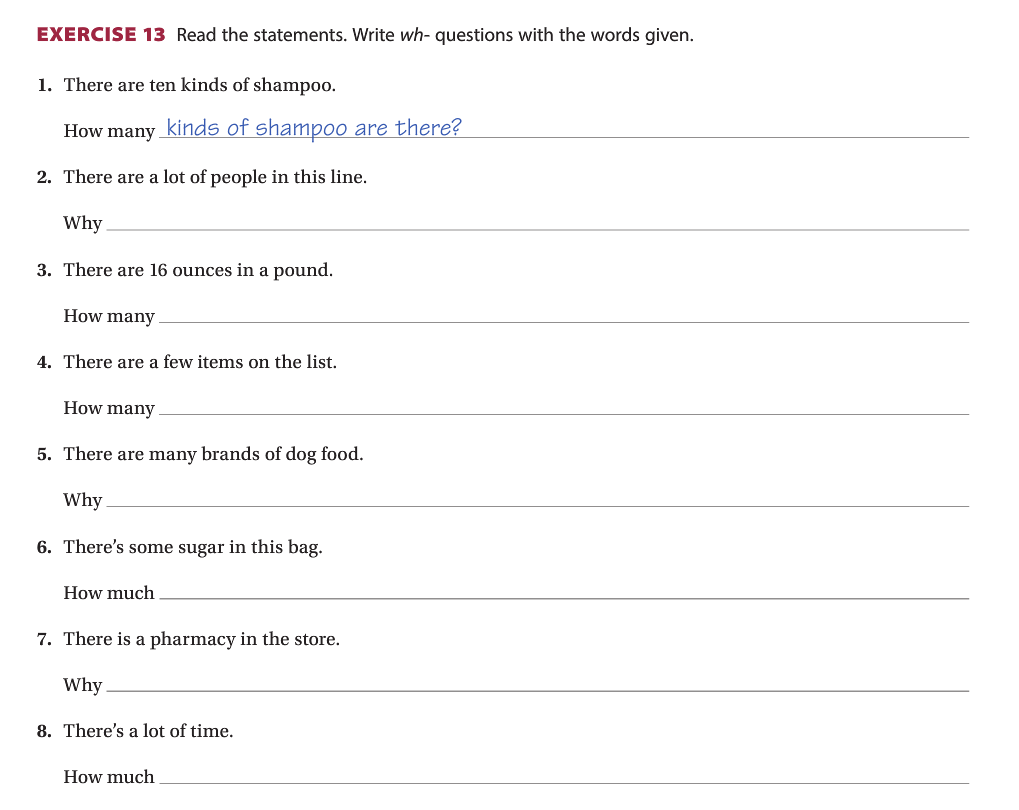 EXERCISE 13 Read the statements. Write wh- questions with the words given.
1. There are ten kinds of shampoo.
How many kinds of shampoo are there?
2. There are a lot of people in this line.
Why
3. There are 16 ounces in a pound.
How many
4. There are a few items on the list.
How many
5. There are many brands of dog food.
Why
6. There's some sugar in this bag.
How much
7. There is a pharmacy in the store.
Why
8. There's a lot of time.
How much